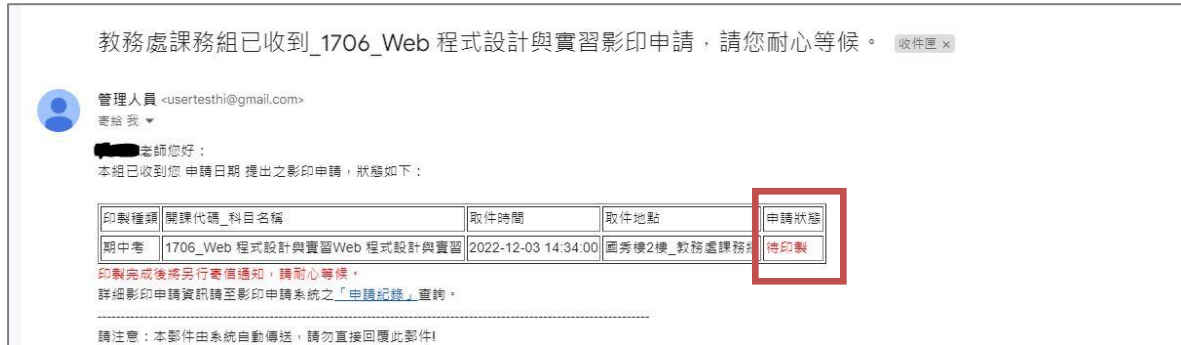 教務處課務組已收到_1706_Web 程式設計與實習影印申請，請您耐心等候。 收件匣 ×
管理人員 <usertesthi@gmail.com>
寄給 我 ▼
老師您好：
本組已收到您 申請日期 提出之影印申請，狀態如下：
印製種類 開課代碼_科目名稱 取件時間 取件地點 申請狀態
期中考 1706_Web 程式設計與實習Web 程式設計與實習 2022-12-03 14:34:00 國秀樓2樓_教務處課務組 待印製
印製完成後將另行寄信通知，請耐心等候。
詳細影印申請資訊請至影印申請系統之「申請紀錄」查詢。
請注意：本郵件由系統自動傳送，請勿直接回覆此郵件!